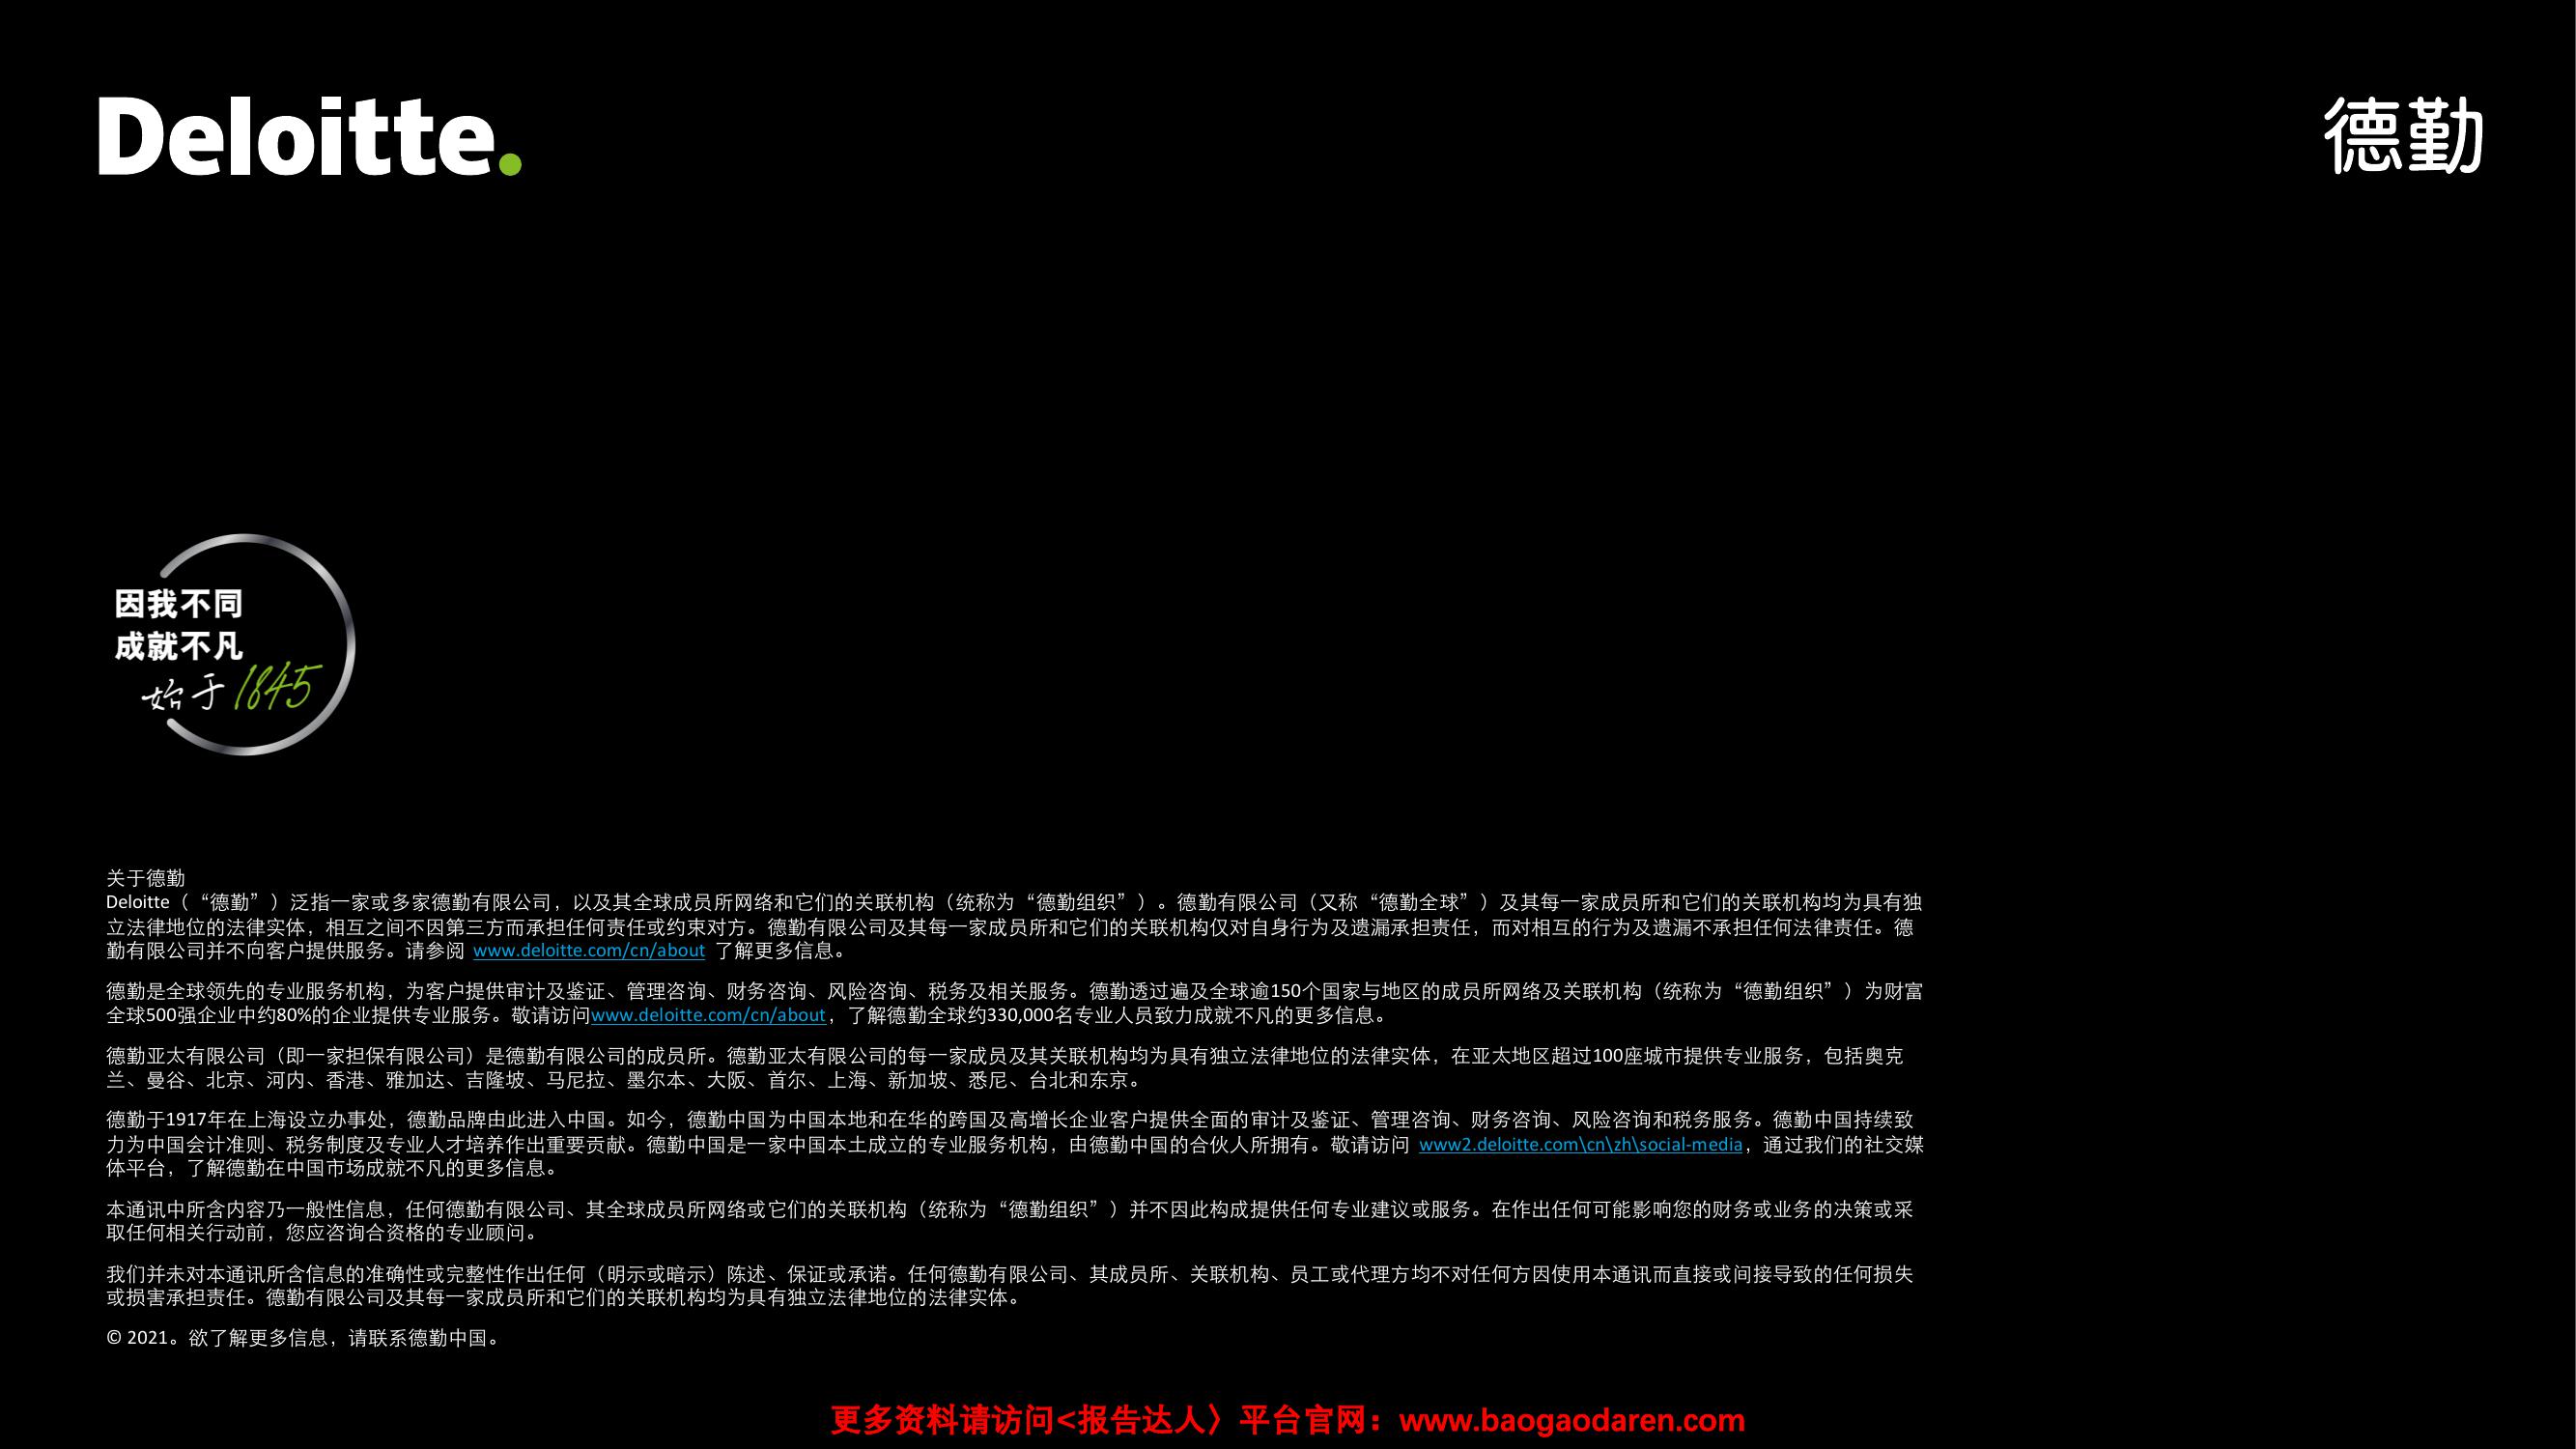 Deloitte.
德勤
因我不同
成就不凡
始于1845
关于德勤
Deloitte（“德勤”）泛指一家或多家德勤有限公司，以及其全球成员所网络和它们的关联机构（统称为“德勤组织”）。德勤有限公司（又称“德勤全球”）及其每一家成员所和它们的关联机构均为具有独
立法律地位的法律实体，相互之间不因第三方而承担任何责任或约束对方。德勤有限公司及其每一家成员所和它们的关联机构仅对自身行为及遗漏承担责任，而对相互的行为及遗漏不承担任何法律责任。德
勤有限公司并不向客户提供服务。请参阅 www.deloitte.com/cn/about 了解更多信息。
德勤是全球领先的专业服务机构，为客户提供审计及鉴证、管理咨询、财务咨询、风险咨询、税务及相关服务。德勤透过遍及全球逾150个国家与地区的成员所网络及关联机构（统称为“德勤组织”）为财富
全球500强企业中约80%的企业提供专业服务。敬请访问www.deloitte.com/cn/about，了解德勤全球约330,000名专业人员致力成就不凡的更多信息。
德勤亚太有限公司（即一家担保有限公司）是德勤有限公司的成员所。德勤亚太有限公司的每一家成员及其关联机构均为具有独立法律地位的法律实体，在亚太地区超过100座城市提供专业服务，包括奥克
兰、曼谷、北京、河内、香港、雅加达、吉隆坡、马尼拉、墨尔本、大阪、首尔、上海、新加坡、悉尼、台北和东京。
德勤于1917年在上海设立办事处，德勤品牌由此进入中国。如今，德勤中国为中国本地和在华的跨国及高增长企业客户提供全面的审计及鉴证、管理咨询、财务咨询、风险咨询和税务服务。德勤中国持续致
力为中国会计准则、税务制度及专业人才培养作出重要贡献。德勤中国是一家中国本土成立的专业服务机构，由德勤中国的合伙人所拥有。敬请访问 www2.deloitte.com\cn\zh\social-media，通过我们的社交媒
体平台，了解德勤在中国市场成就不凡的更多信息。
本通讯中所含内容乃一般性信息，任何德勤有限公司、其全球成员所网络或它们的关联机构（统称为“德勤组织”）并不因此构成提供任何专业建议或服务。在作出任何可能影响您的财务或业务的决策或采
取任何相关行动前，您应咨询合资格的专业顾问。
我们并未对本通讯所含信息的准确性或完整性作出任何（明示或暗示）陈述、保证或承诺。任何德勤有限公司、其成员所、关联机构、员工或代理方均不对任何方因使用本通讯而直接或间接导致的任何损失
或损害承担责任。德勤有限公司及其每一家成员所和它们的关联机构均为具有独立法律地位的法律实体。
© 2021。欲了解更多信息，请联系德勤中国。
更多资料请访问<报告达人〉平台官网：www.baogaodaren.com